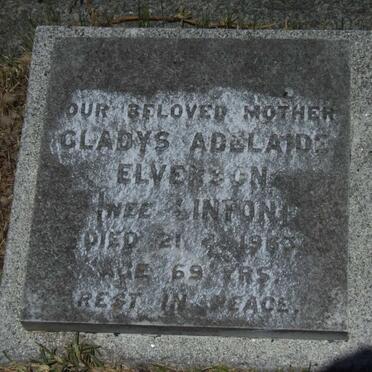 OUR BELOVED MOTHER
GLADYS ADELAIDE
ELVERSON
(NEE LINTON)
DIED 21
AGE 69 YRS.
REST IN PEACE.